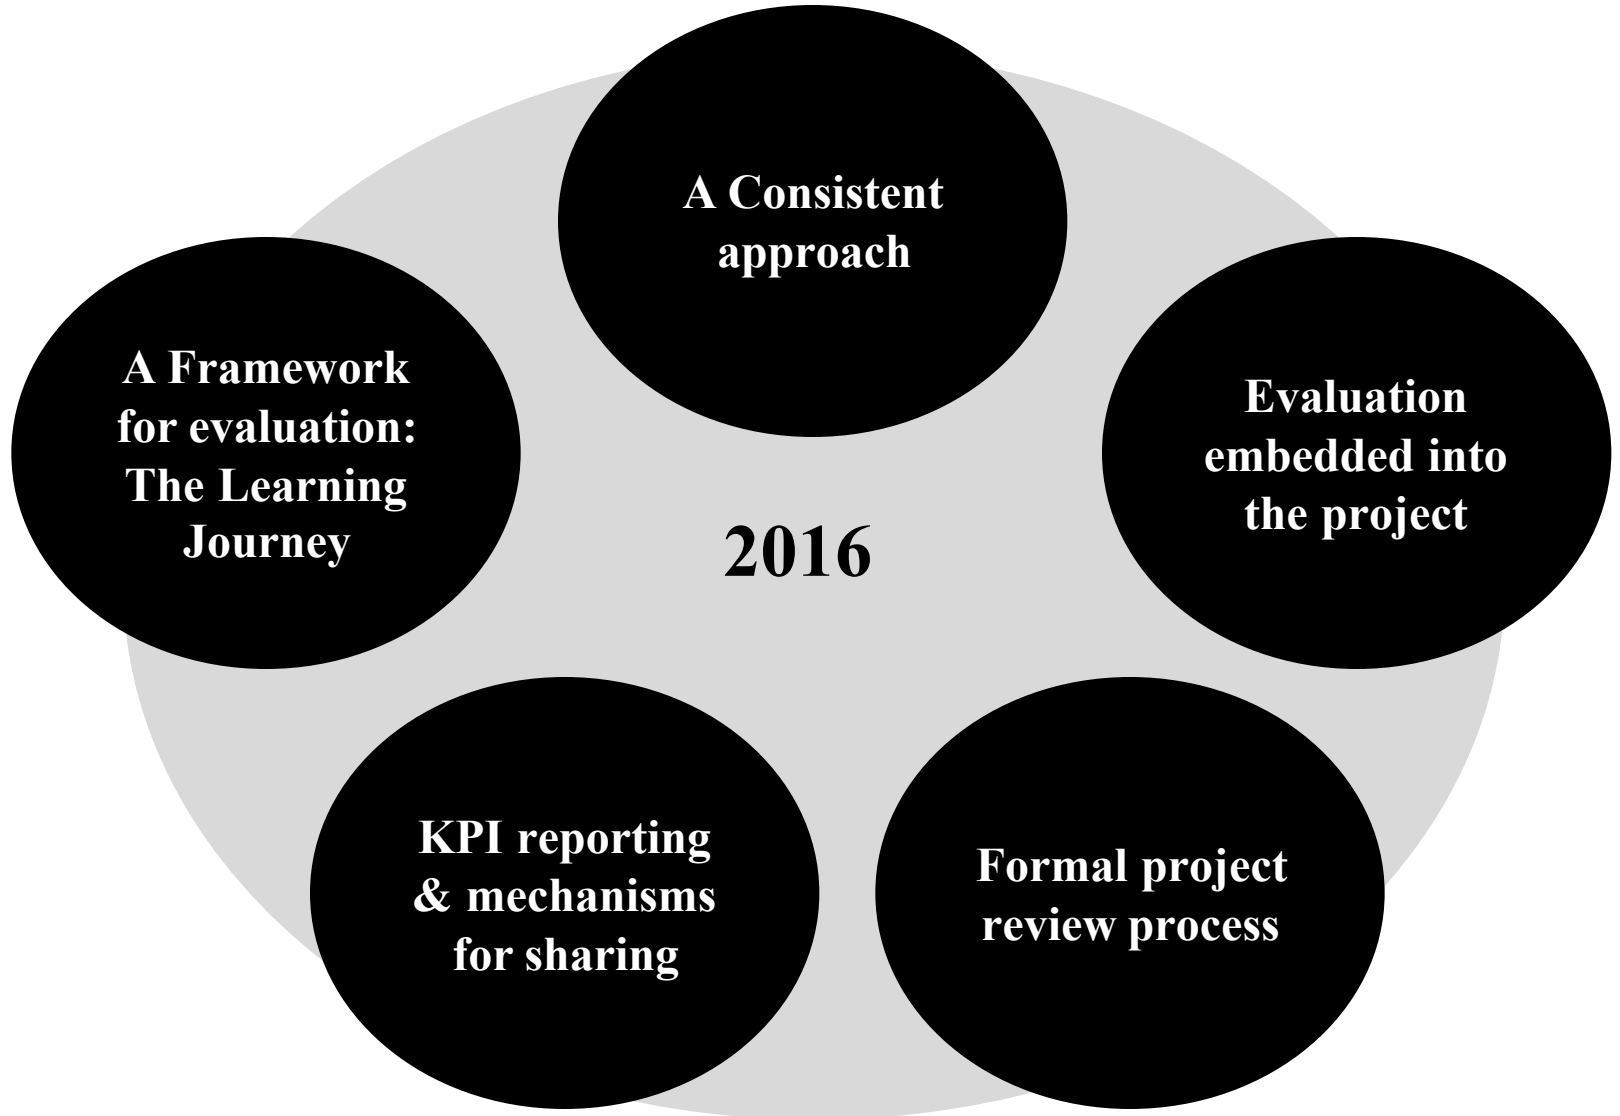 A Consistent
approach
A Framework
for evaluation:
The Learning
Journey
Evaluation
embedded into
the project
2016
KPI reporting
& mechanisms
for sharing
Formal project
review process